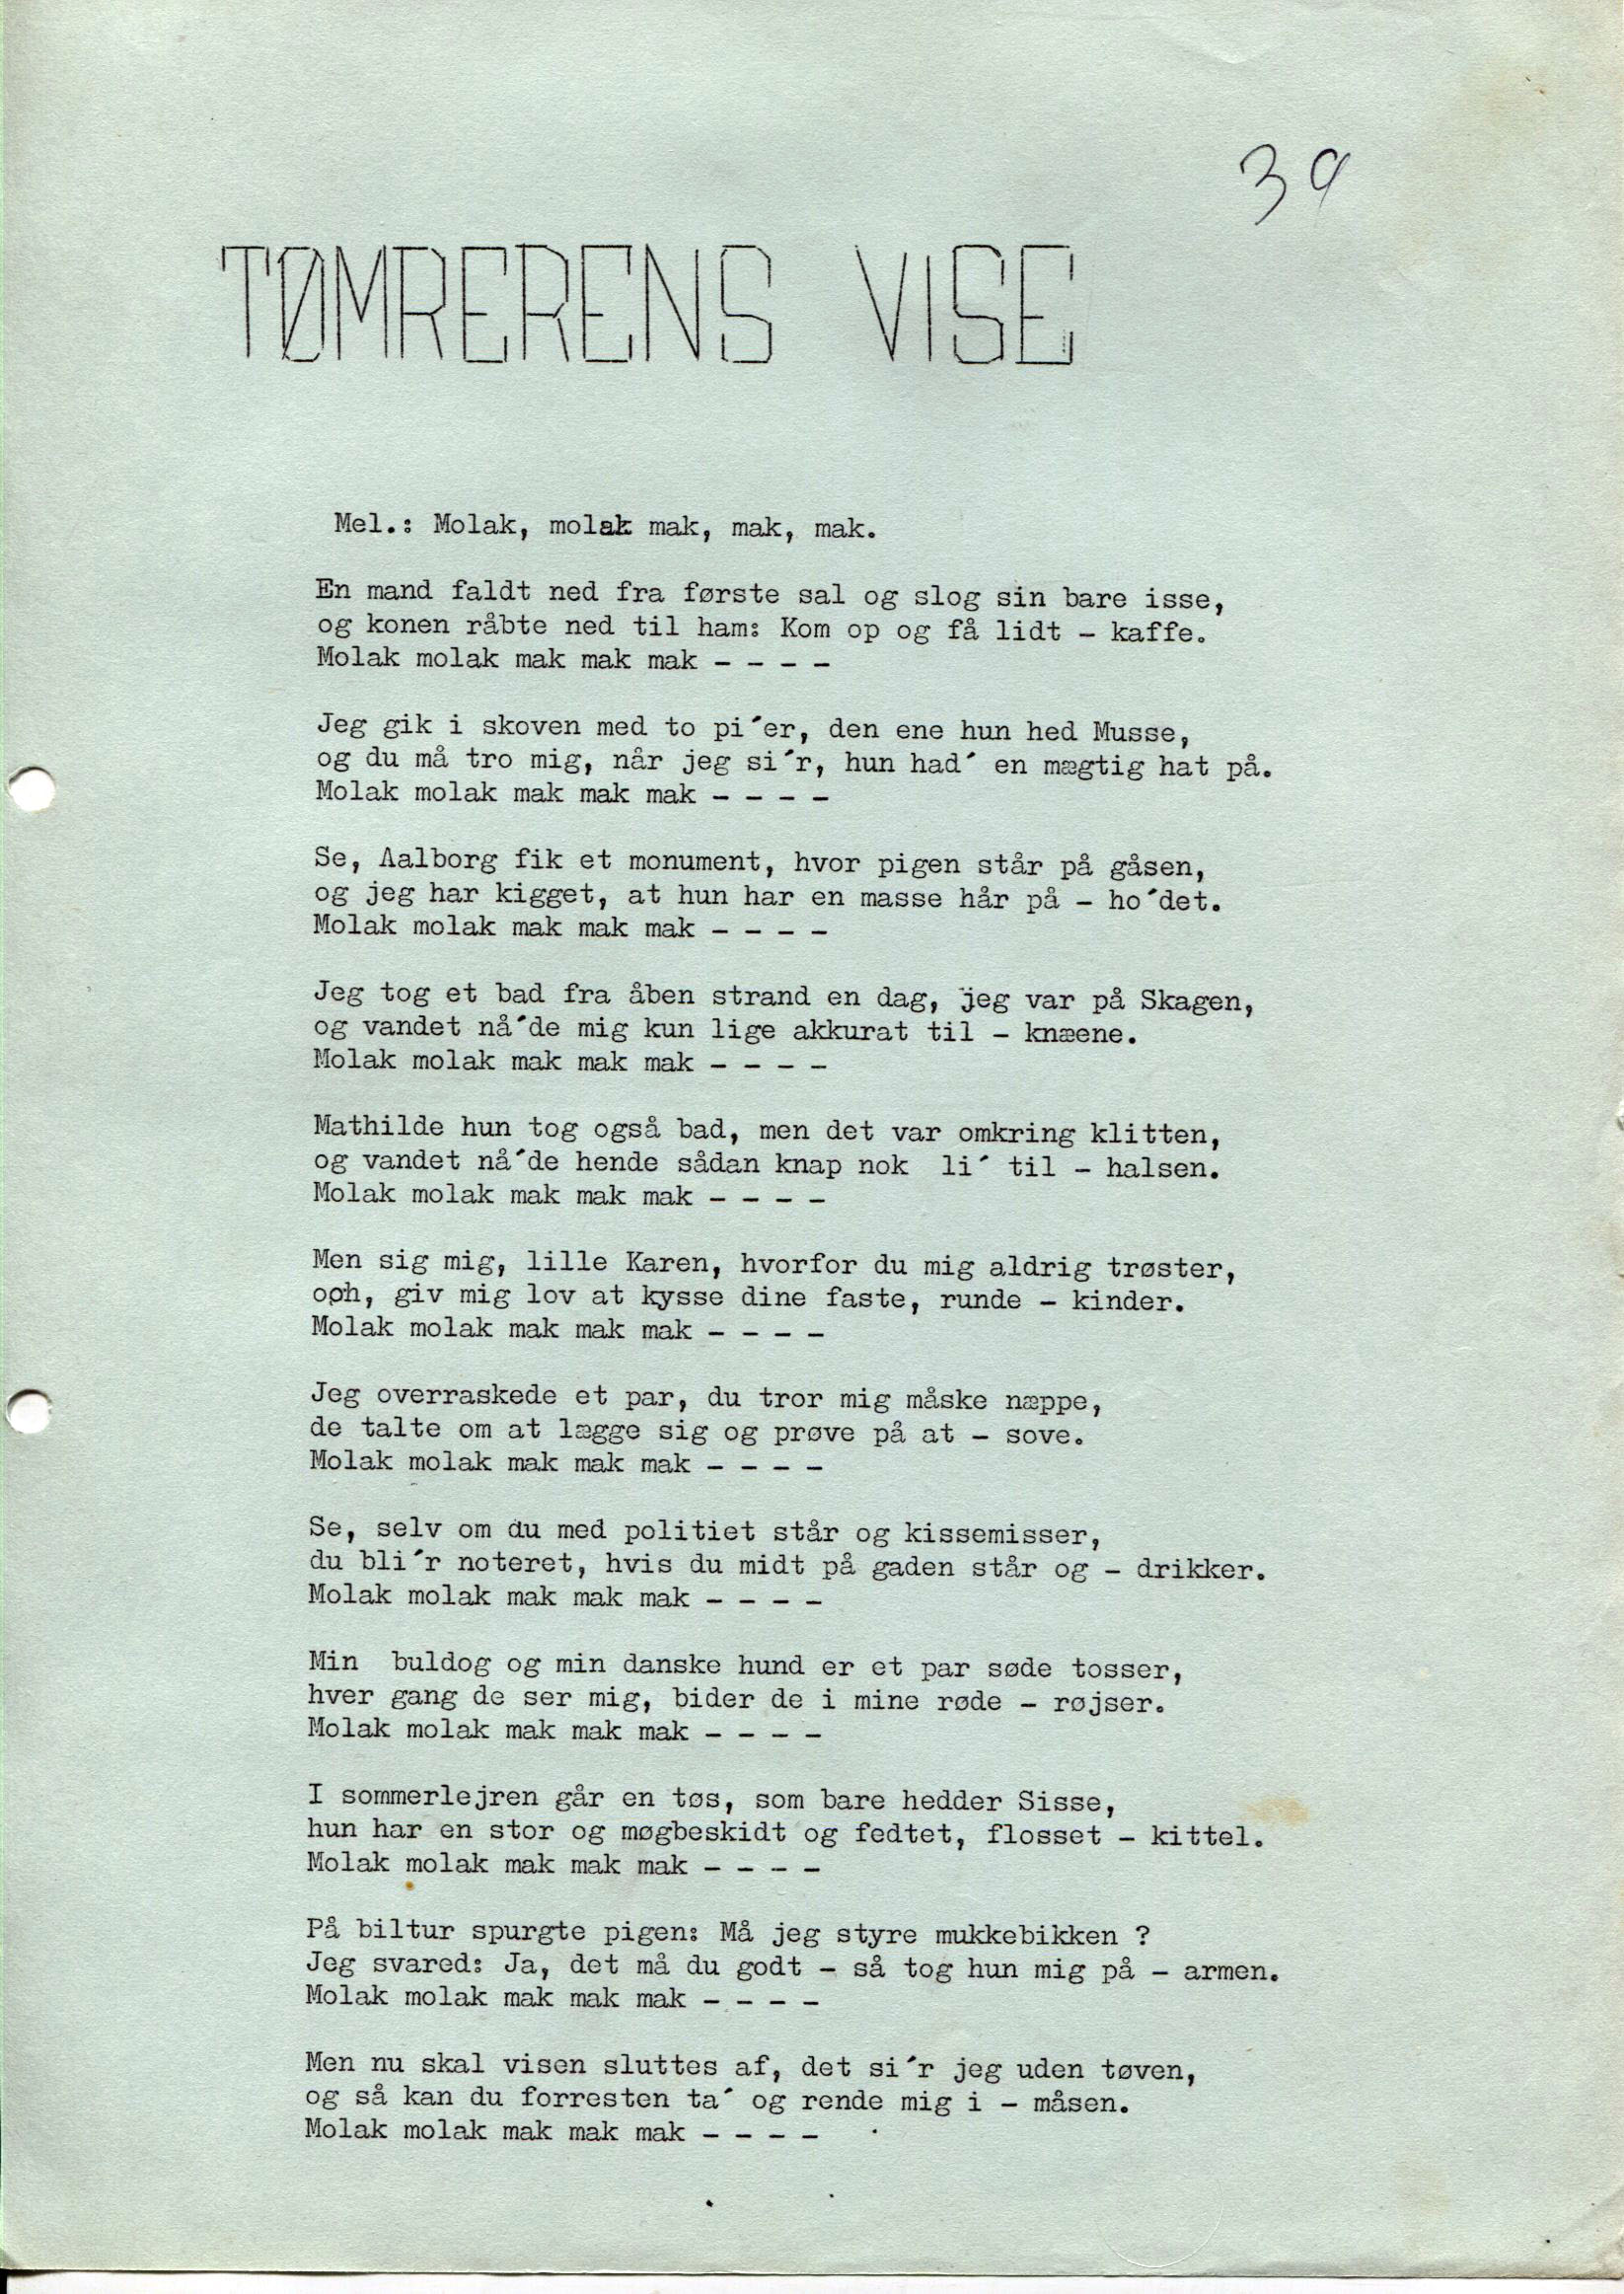 39
TØMRERENS VISE
Mel.: Molak, molak mak, mak, mak.
En mand faldt ned fra første sal og slog sin bare isse,
og konen råbte ned til ham: Kom op og få lidt - kaffe.
Molak molak mak mak mak - - - -
Jeg gik i skoven med to pi´er, den ene hun hed Musse,
og du må tro mig, når jeg si´r, hun had´ en mægtig hat på.
Molak molak mak mak mak - - - -
Se, Aalborg fik et monument, hvor pigen står på gåsen,
og jeg har kigget, at hun har en masse hår på - ho´det.
Molak molak mak mak mak - - - -
Jeg tog et bad fra åben strand en dag, jeg var på Skagen,
og vandet nå´de mig kun lige akkurat til - knæene.
Molak molak mak mak mak - - - -
Mathilde hun tog også bad, men det var omkring klitten,
og vandet nå´de hende sådan knap nok li´ til - halsen.
Molak molak mak mak mak - - - -
Men sig mig, lille Karen, hvorfor du mig aldrig trøster,
oph, giv mig lov at kysse dine faste, runde - kinder.
Molak molak mak mak mak - - - -
Jeg overraskede et par, du tror mig måske næppe,
de talte om at lægge sig og prøve på at - sove.
Molak molak mak mak mak - - - -
Se, selv om du med politiet står og kissemisser,
du bli´r noteret, hvis du midt på gaden står og - drikker.
Molak molak mak mak mak - - - -
Min buldog og min danske hund er et par søde tosser,
hver gang de ser mig, bider de i mine røde - røjser.
Molak molak mak mak mak - - - -
I sommerlejren går en tøs, som bare hedder Sisse,
hun har en stor og møgbeskidt og fedtet, flosset - kittel.
Molak molak mak mak mak - - - -
På biltur spurgte pigen: Må jeg styre mukkebikken ?
Jeg svared: Ja, det må du godt - så tog hun mig på - armen.
Molak molak mak mak mak - - - -
Men nu skal visen sluttes af, det si´r jeg uden tøven,
og så kan du forresten ta´ og rende mig i - måsen.
Molak molak mak mak mak - - - -